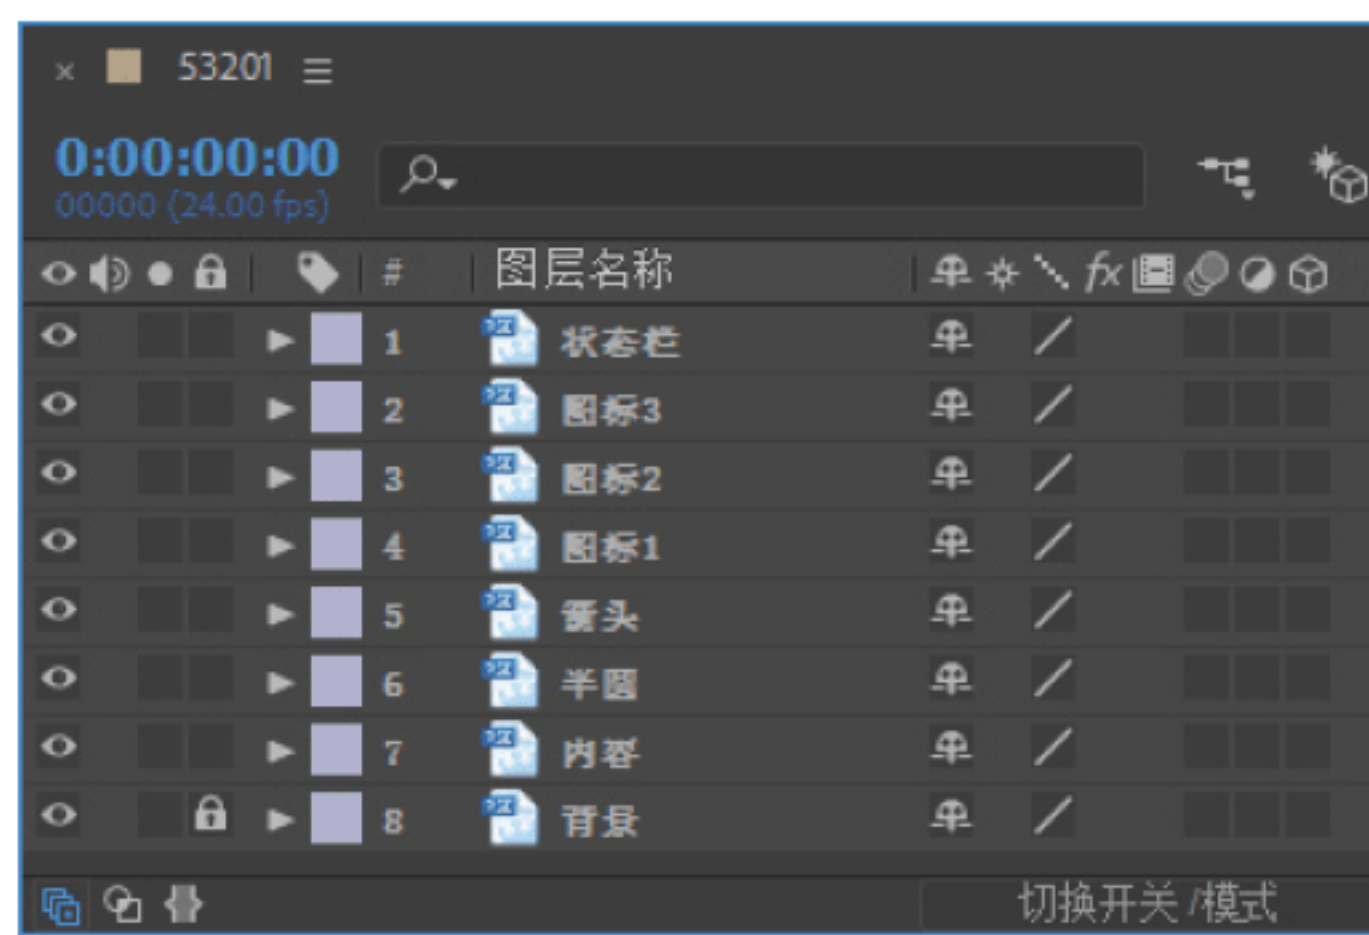 53201
0:00:00:00
00000 (24.00 fps)
# 图层名称 fx
1 状态栏
2 图标3
3 图标2
4 图标1
5 箭头
6 半圆
7 内容
8 背景
切换开关 /模式